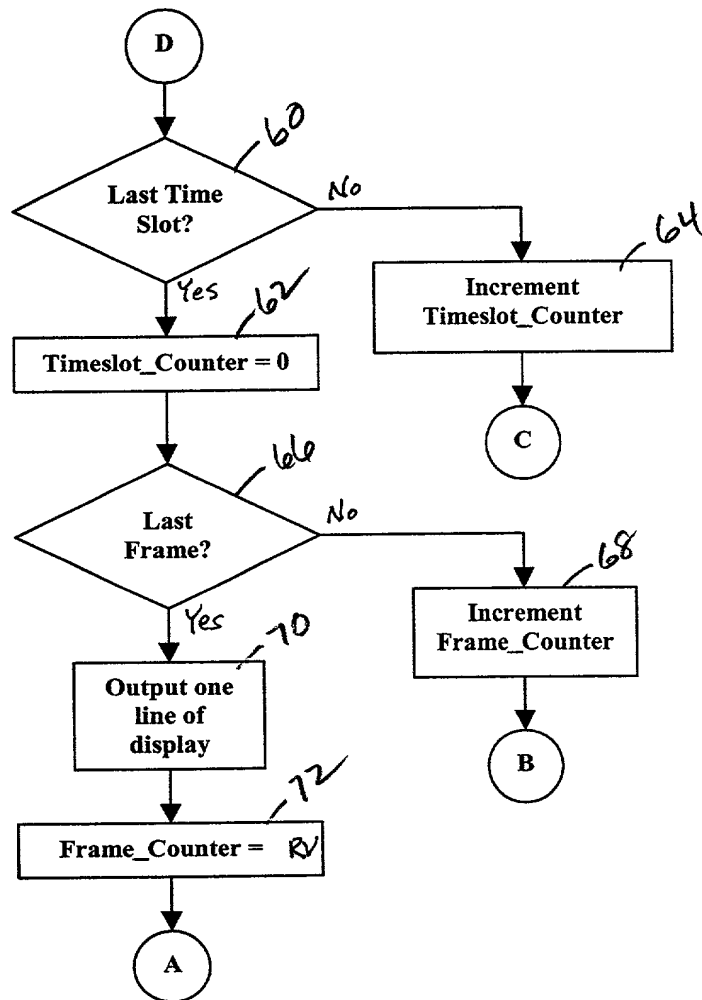 D
60
Last Time
Slot?
No
64
Increment
Timeslot_Counter
Yes
62
Timeslot_Counter = 0
C
66
Last
Frame?
No
68
Increment
Frame_Counter
Yes
70
Output one
line of
display
B
72
Frame_Counter = RV
A